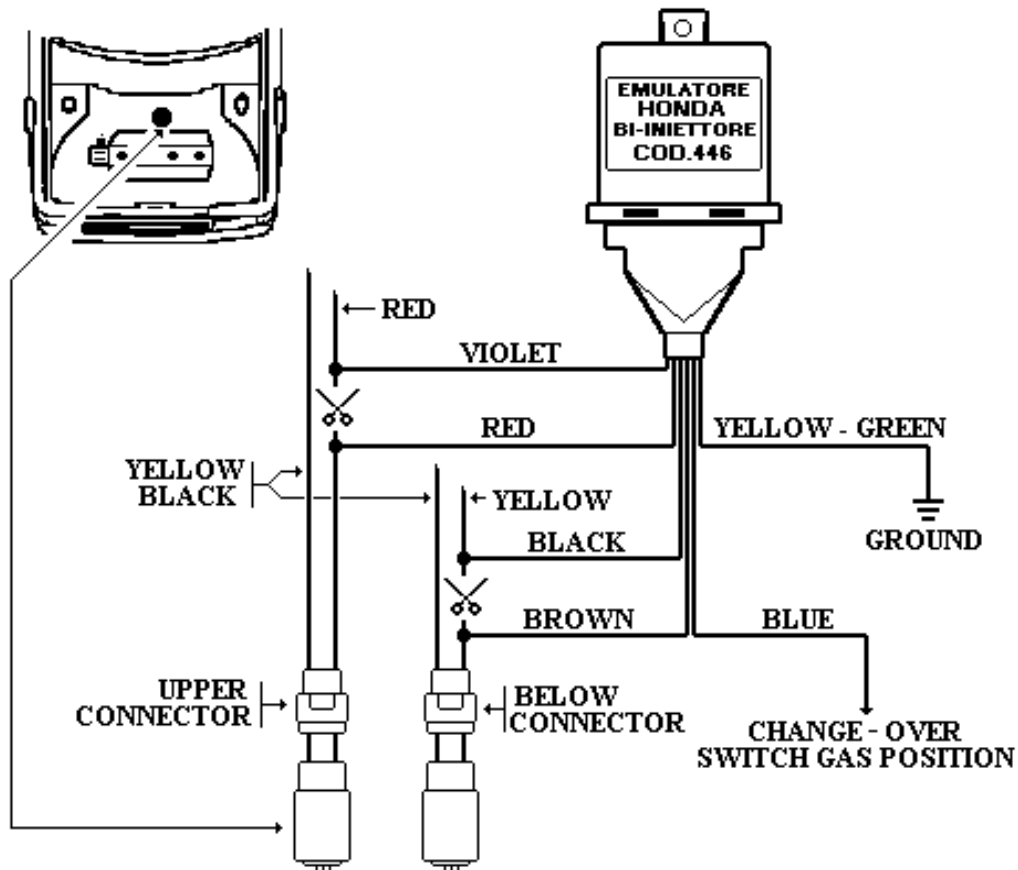 EMULATORE
HONDA
BI-INIETTORE
COD.446
RED
VIOLET
RED
YELLOW - GREEN
YELLOW
BLACK
YELLOW
BLACK
GROUND
BROWN
BLUE
UPPER
CONNECTOR
BELOW
CONNECTOR
CHANGE - OVER
SWITCH GAS POSITION